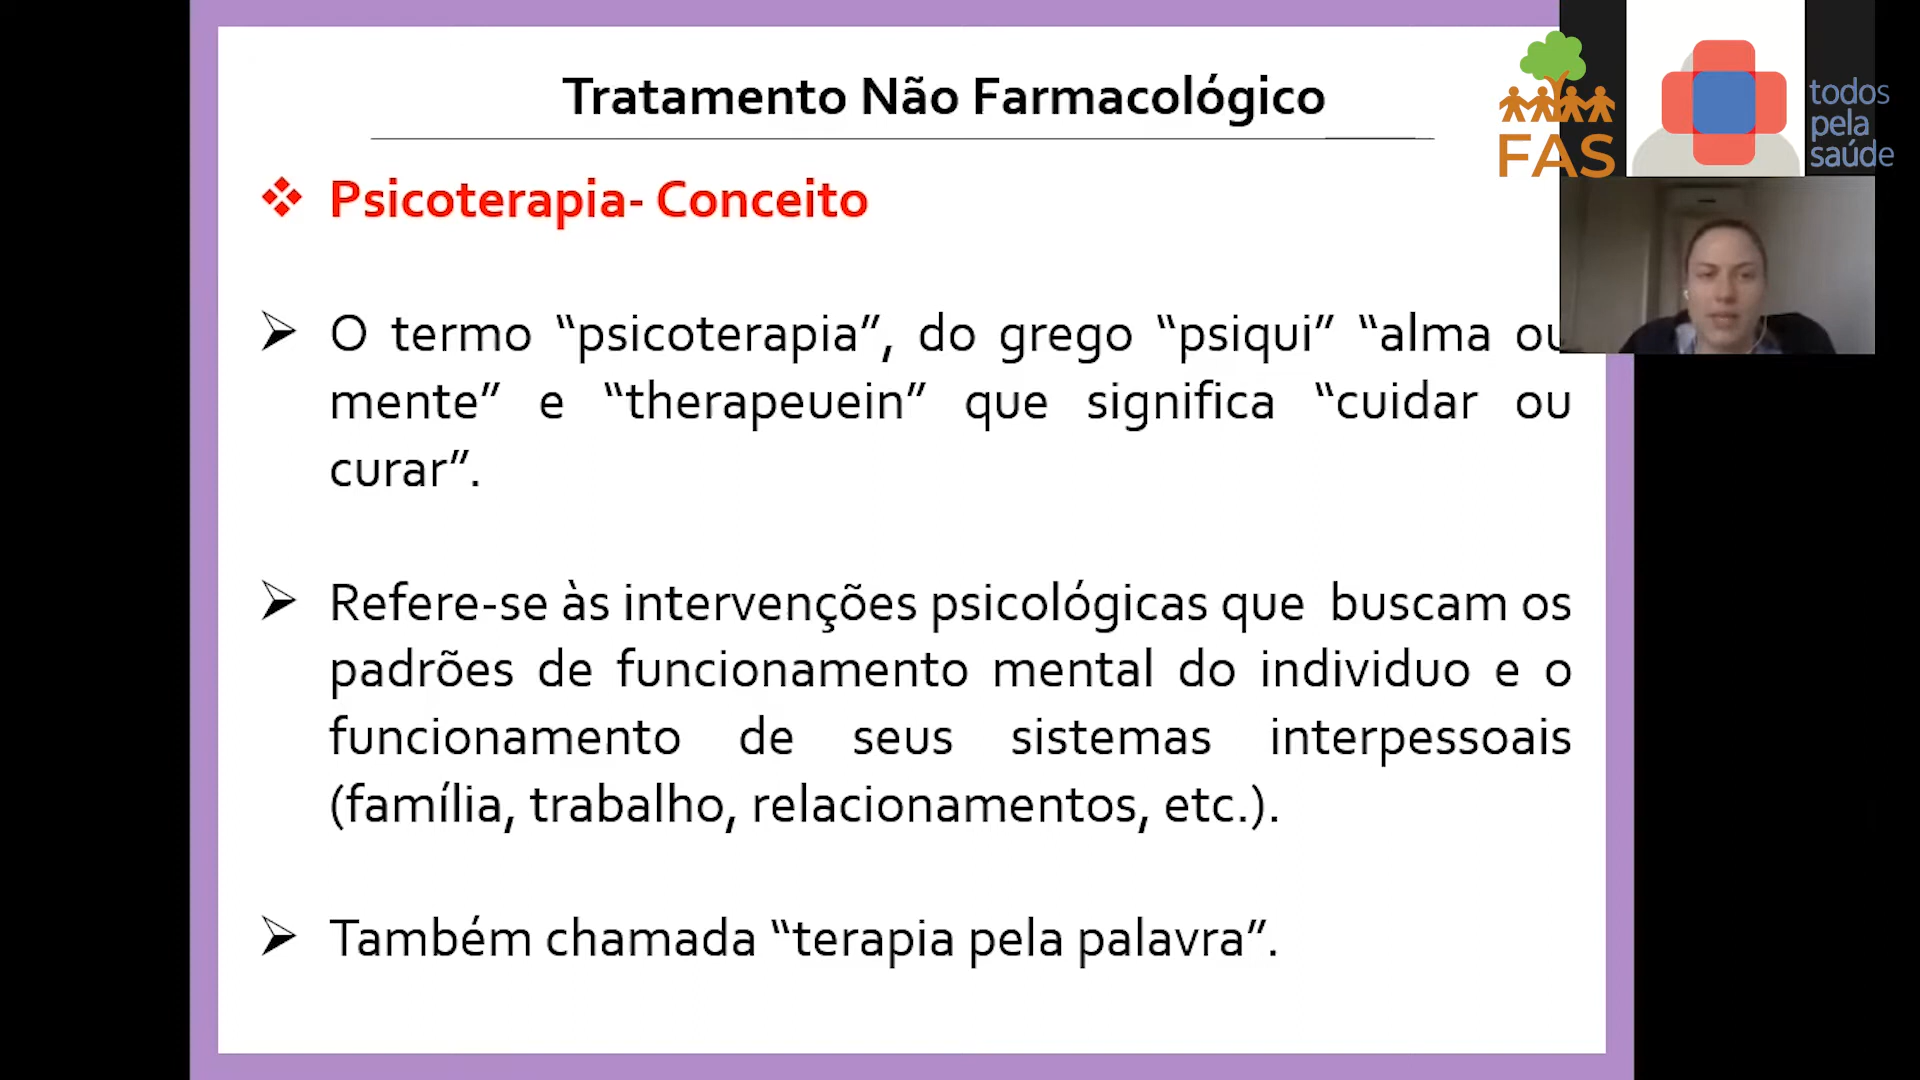 Tratamento Não Farmacológico
Psicoterapia- Conceito
O termo “psicoterapia”, do grego “psiqui” “alma ou
mente” e “therapeuein” que significa “cuidar ou
curar”.
Refere-se às intervenções psicológicas que buscam os
padrões de funcionamento mental do individuo e o
funcionamento de seus sistemas interpessoais
(família, trabalho, relacionamentos, etc.).
Também chamada “terapia pela palavra”.
FAS
todos
pela
saúde